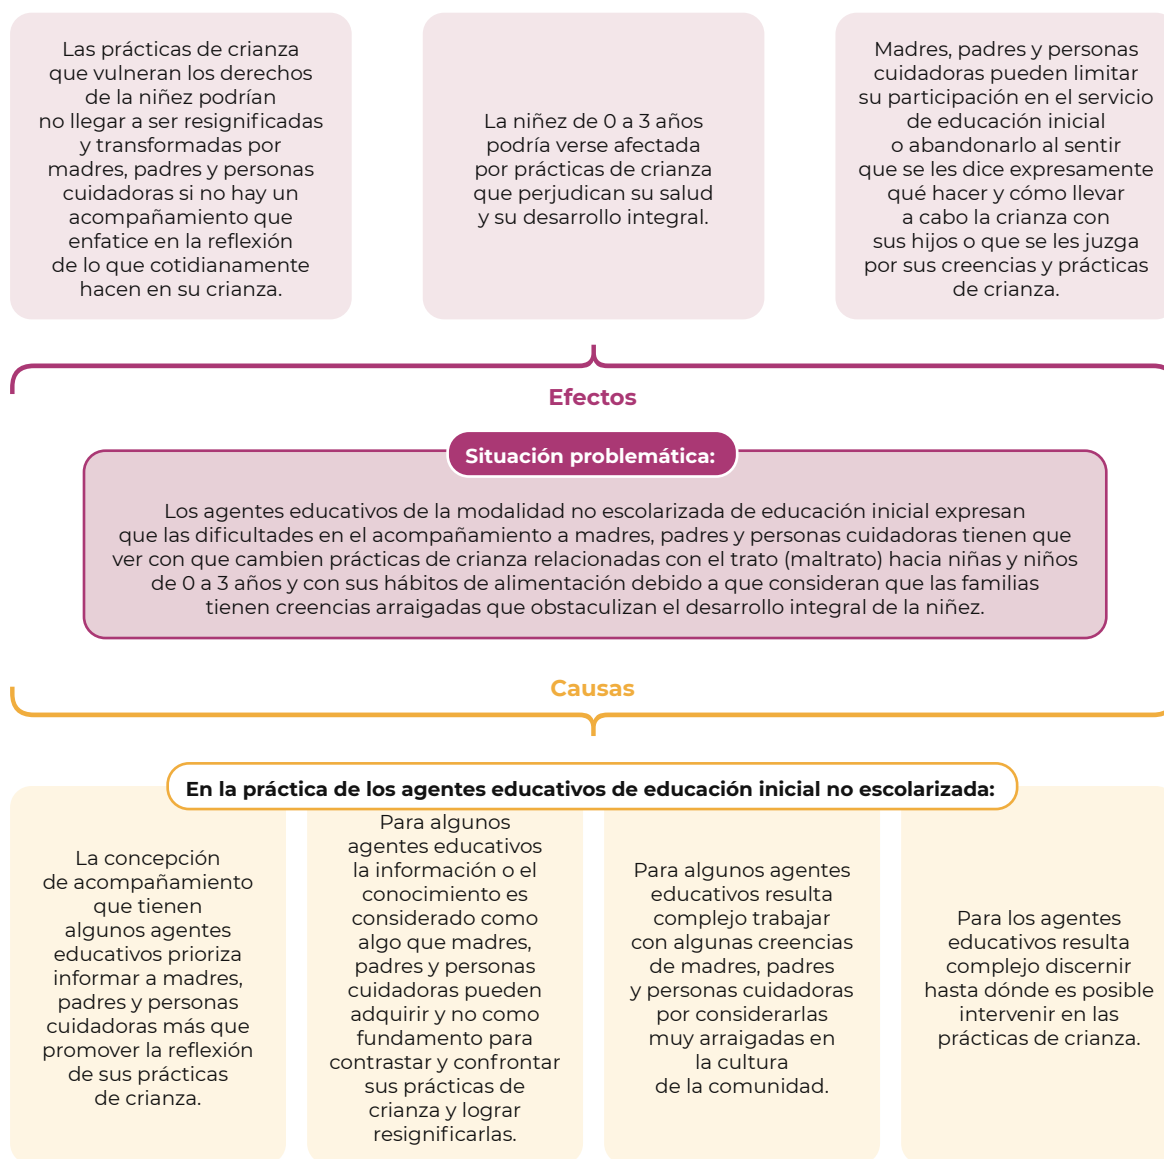 Las prácticas de crianza
que vulneran los derechos
de la niñez podrían
no llegar a ser resignificadas
y transformadas por
madres, padres y personas
cuidadoras si no hay un
acompañamiento que
enfatice en la reflexión
de lo que cotidianamente
hacen en su crianza.
La niñez de 0 a 3 años
podría verse afectada
por prácticas de crianza
que perjudican su salud
y su desarrollo integral.
Madres, padres y personas
cuidadoras pueden limitar
su participación en el servicio
de educación inicial
o abandonarlo al sentir
que se les dice expresamente
qué hacer y cómo llevar
a cabo la crianza con
sus hijos o que se les juzga
por sus creencias y prácticas
de crianza.
Efectos
Situación problemática:
Los agentes educativos de la modalidad no escolarizada de educación inicial expresan
que las dificultades en el acompañamiento a madres, padres y personas cuidadoras tienen que
ver con que cambien prácticas de crianza relacionadas con el trato (maltrato) hacia niñas y niños
de 0 a 3 años y con sus hábitos de alimentación debido a que consideran que las familias
tienen creencias arraigadas que obstaculizan el desarrollo integral de la niñez.
Causas
En la práctica de los agentes educativos de educación inicial no escolarizada:
La concepción
de acompañamiento
que tienen
algunos agentes
educativos prioriza
informar a madres,
padres y personas
cuidadoras más que
promover la reflexión
de sus prácticas
de crianza.
Para algunos
agentes educativos
la información o el
conocimiento es
considerado como
algo que madres,
padres y personas
cuidadoras pueden
adquirir y no como
fundamento para
contrastar y confrontar
sus prácticas de
crianza y lograr
resignificarlas.
Para algunos agentes
educativos resulta
complejo trabajar
con algunas creencias
de madres, padres
y personas cuidadoras
por considerarlas
muy arraigadas en
la cultura
de la comunidad.
Para los agentes
educativos resulta
complejo discernir
hasta dónde es posible
intervenir en las
prácticas de crianza.